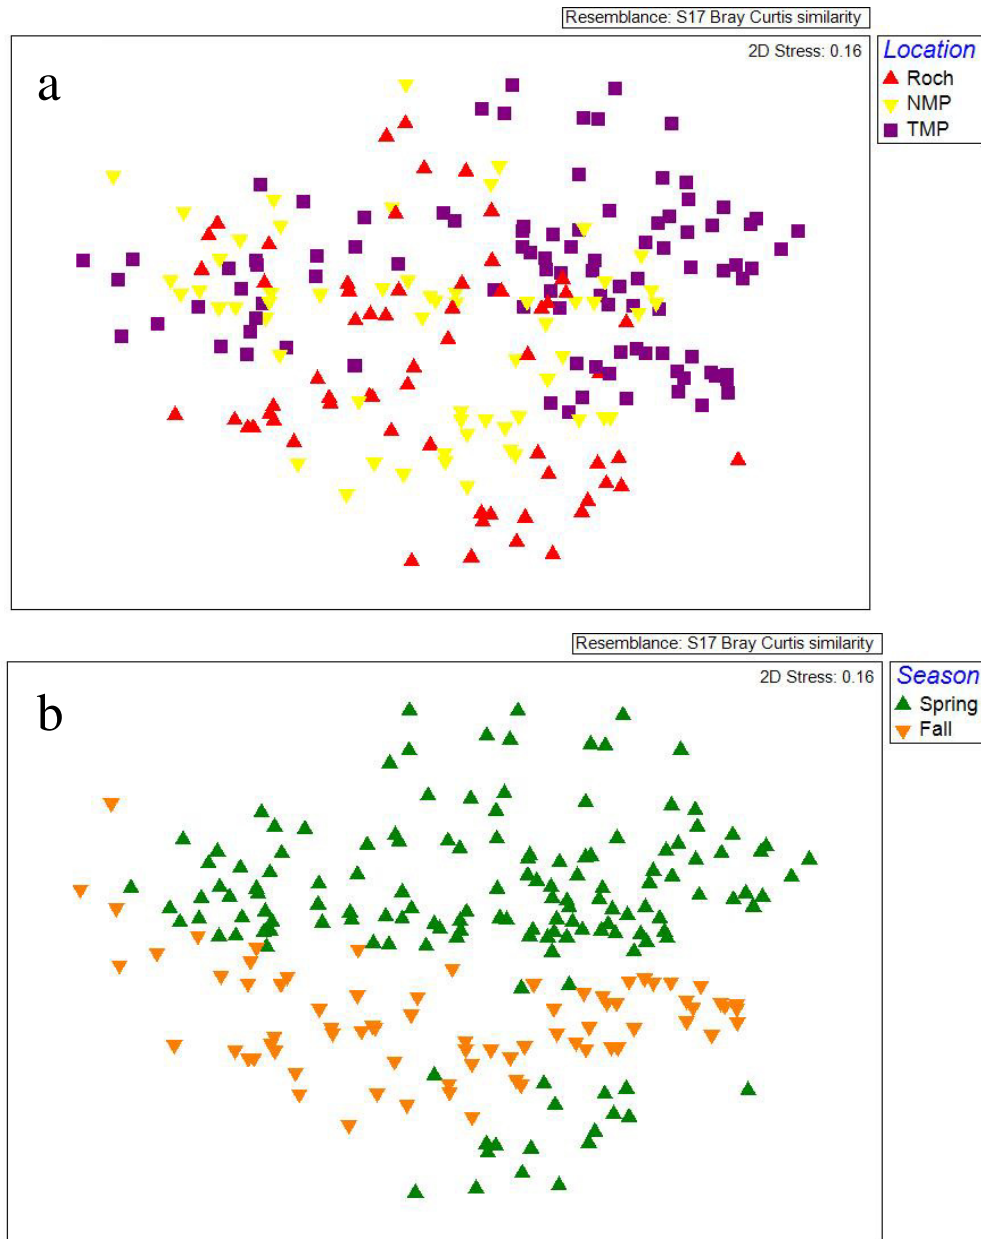 Resemblance: S17 Bray Curtis similarity
a
2D Stress: 0.16
Location
Roch
NMP
TMP
Resemblance: S17 Bray Curtis similarity
b
2D Stress: 0.16
Season
Spring
Fall